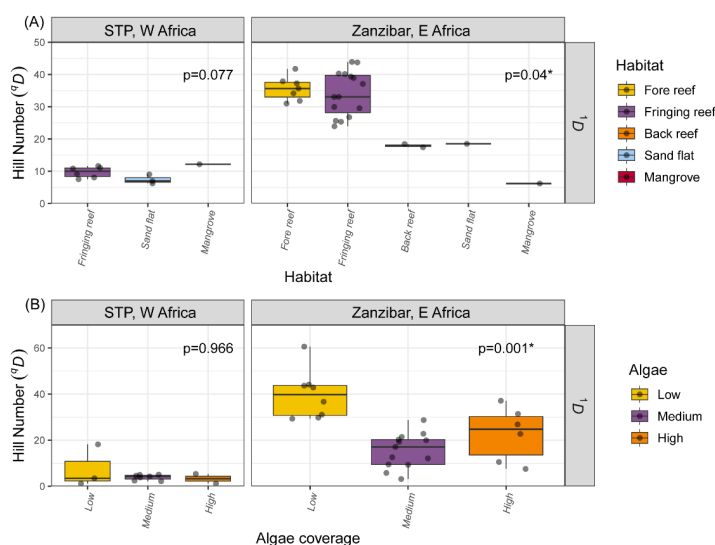 (A)
STP, W Africa
Zanzibar, E Africa
50
40
30
20
10
0
Hill Number (qD)
p=0.077
p=0.04*
1D
Fringing reef
Sand flat
Mangrove
Fore reef
Fringing reef
Back reef
Sand flat
Mangrove
Habitat
Habitat
Fore reef
Fringing reef
Back reef
Sand flat
Mangrove
(B)
STP, W Africa
Zanzibar, E Africa
60
40
20
0
Hill Number (qD)
p=0.966
p=0.001*
1D
Low
Medium
High
Low
Medium
High
Algae coverage
Algae
Low
Medium
High